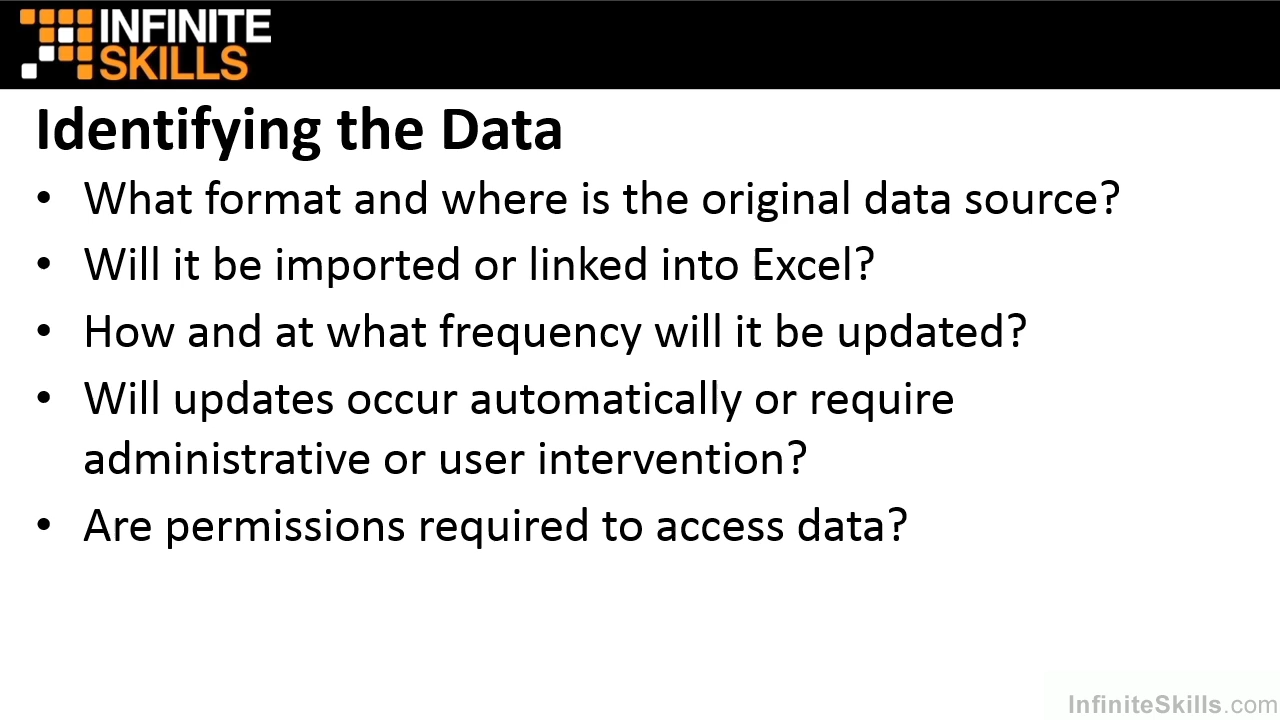 INFINITE
SKILLS
Identifying the Data
• What format and where is the original data source?
• Will it be imported or linked into Excel?
• How and at what frequency will it be updated?
• Will updates occur automatically or require
administrative or user intervention?
• Are permissions required to access data?
InfiniteSkills.com